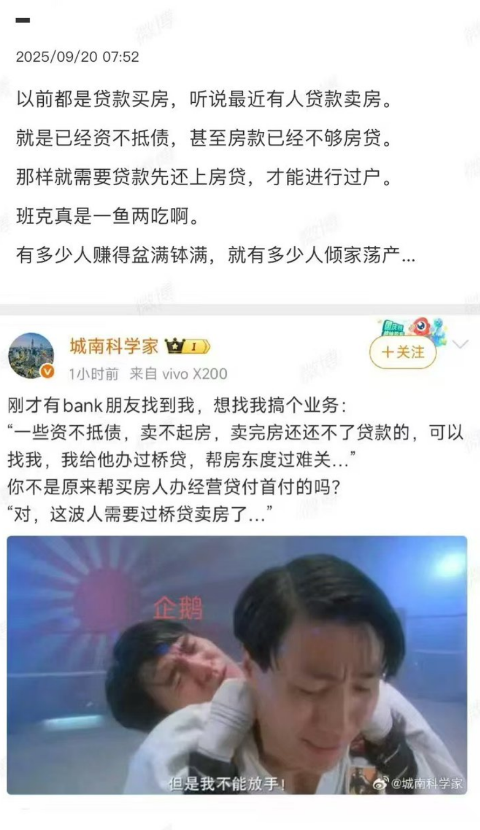 2025/09/20 07:52
以前都是贷款买房，听说最近有人贷款卖房。
就是已经资不抵债，甚至房款已经不够房贷。
那样就需要贷款先还上房贷，才能进行过户。
班克真是一鱼两吃啊。
有多少人赚得盆满钵满，就有多少人倾家荡产...
城南科学家 1
+关注
1小时前 来自 vivo X200
刚才有bank朋友找到我，想找我搞个业务：
“一些资不抵债，卖不起房，卖完房还还不了贷款的，可以
找我，我给他办过桥贷，帮房东度过难关...”
你不是原来帮买房人办经营贷付首付的吗？
“对，这波人需要过桥贷卖房了...”
企鹅
但是我不能放手！
@城南科学家